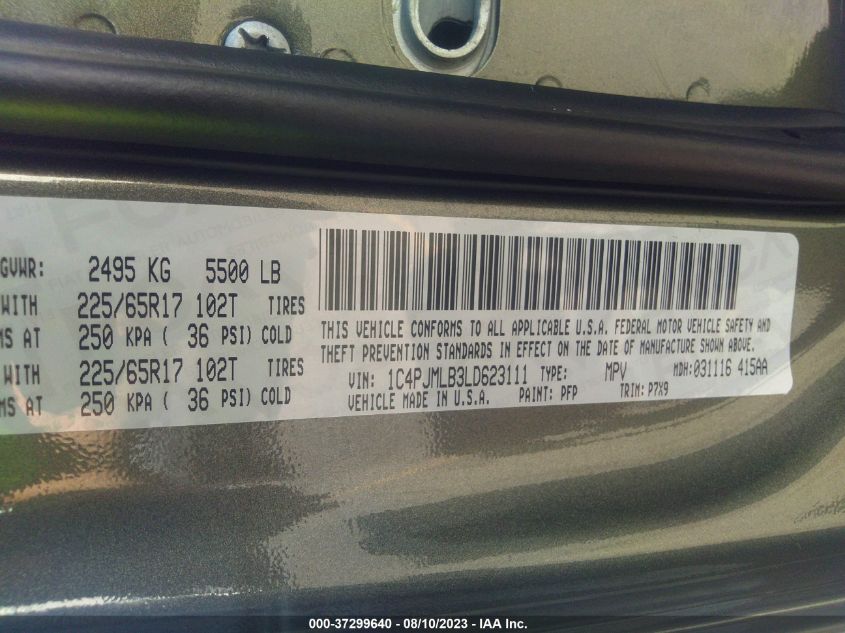 GVWR: 2495 KG 5500 LB
WITH 225/65R17 102T TIRES
MS AT 250 KPA ( 36 PSI) COLD
225/65R17 102T TIRES
MS AT 250 KPA ( 36 PSI) COLD
THIS VEHICLE CONFORMS TO ALL APPLICABLE U.S.A. FEDERAL MOTOR VEHICLE SAFETY AND
THEFT PREVENTION STANDARDS IN EFFECT ON THE DATE OF MANUFACTURE SHOWN ABOVE.
VIN: 1C4PJMLB3LD623111 TYPE: MPV MDH:031116 415AA
VEHICLE MADE IN U.S.A. PAINT: PFP TRIM: P7X9
000-37299640 - 08/10/2023 - IAA Inc.